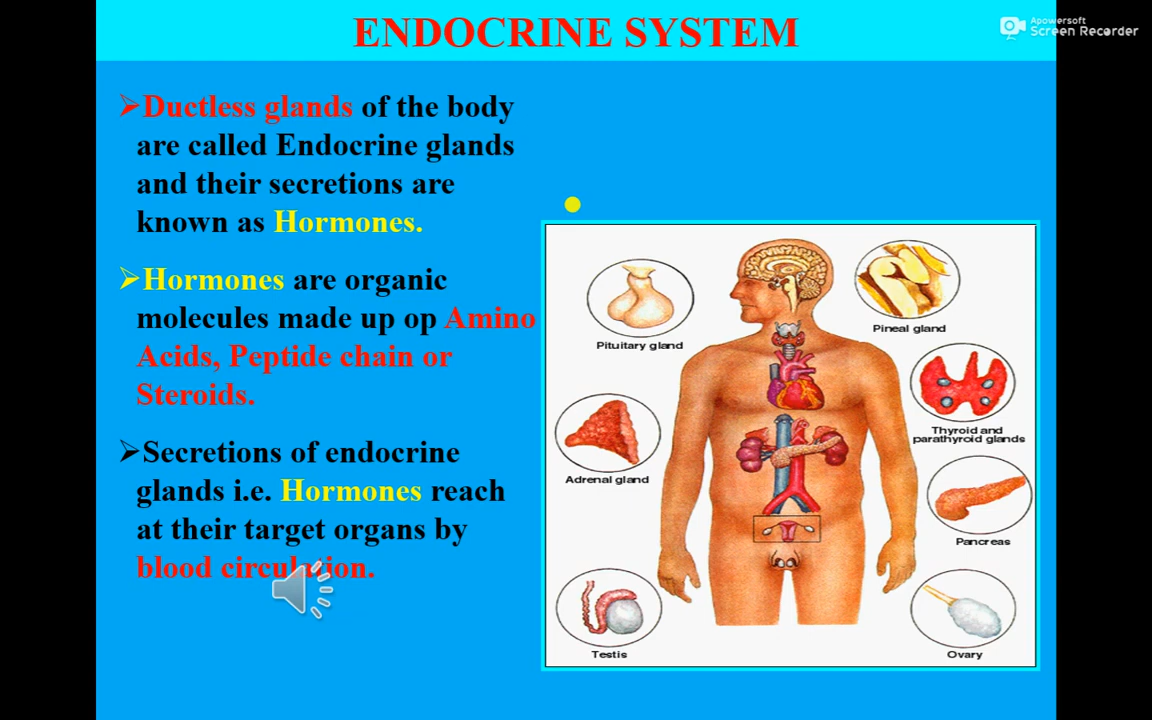 ENDOCRINE SYSTEM
Apowersoft
Screen Recorder
➢Ductless glands of the body
are called Endocrine glands
and their secretions are
known as Hormones.
➢Hormones are organic
molecules made up op Amino
Acids, Peptide chain or
Steroids.
➢Secretions of endocrine
glands i.e. Hormones reach
at their target organs by
blood circulation.
Pituitary gland
Pineal gland
Thyroid and
parathyroid glands
Adrenal gland
Pancreas
Testis
Ovary